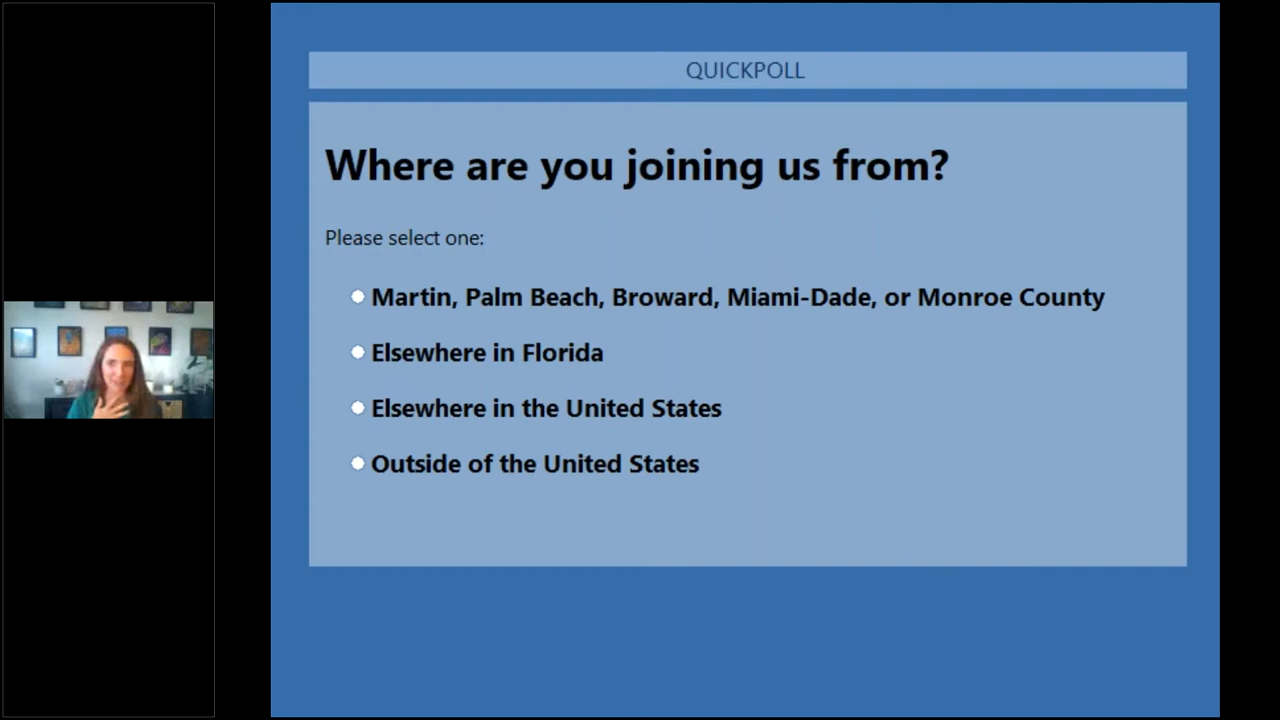 QUICKPOLL
Where are you joining us from?
Please select one:
Martin, Palm Beach, Broward, Miami-Dade, or Monroe County
Elsewhere in Florida
Elsewhere in the United States
Outside of the United States